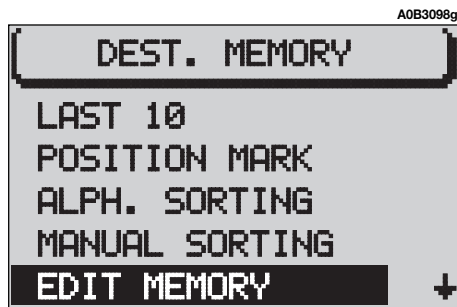 A0B3098g
DEST. MEMORY
LAST 10
POSITION MARK
ALPH. SORTING
MANUAL SORTING
EDIT MEMORY